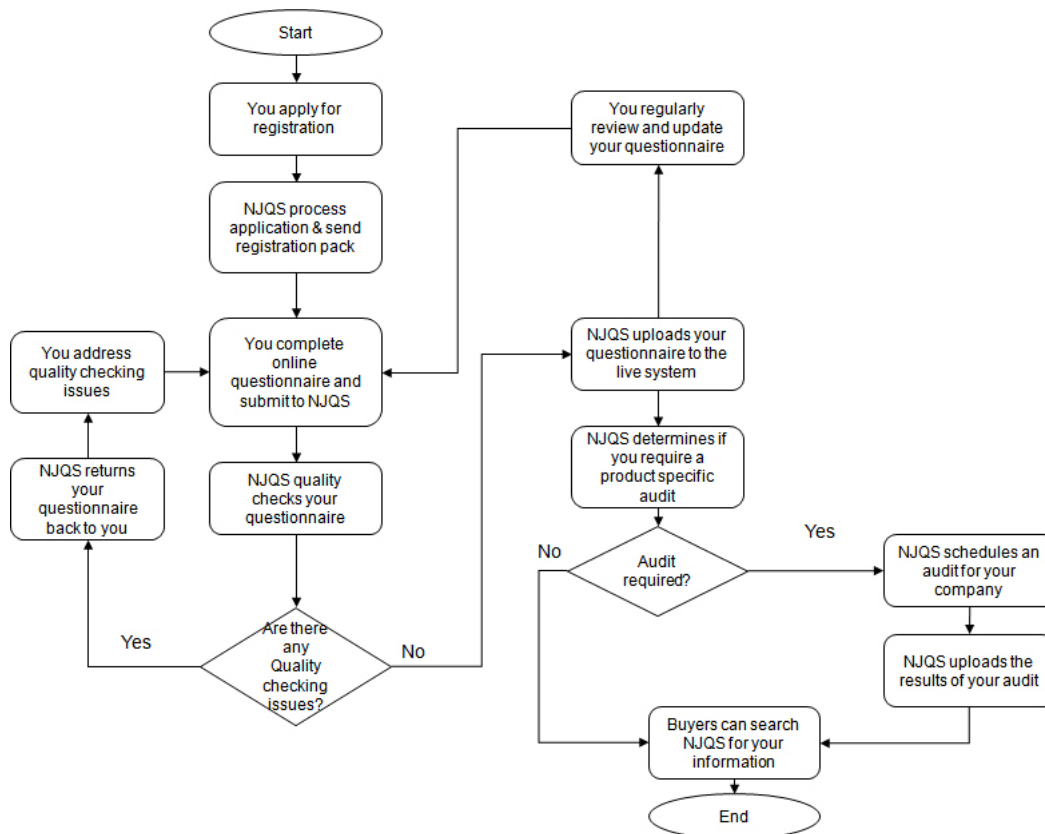 Start
You apply for
registration
NJQS process
application & send
registration pack
You complete
online
questionnaire and
submit to NJQS
NJQS quality
checks your
questionnaire
Are there
any
Quality
checking
issues?
Yes
No
NJQS returns
your
questionnaire
back to you
You address
quality checking
issues
NJQS uploads your
questionnaire to the
live system
You regularly
review and update
your questionnaire
NJQS determines if
you require a
product specific
audit
Audit
required?
No
Yes
NJQS schedules an
audit for your
company
NJQS uploads the
results of your audit
Buyers can search
NJQS for your
information
End